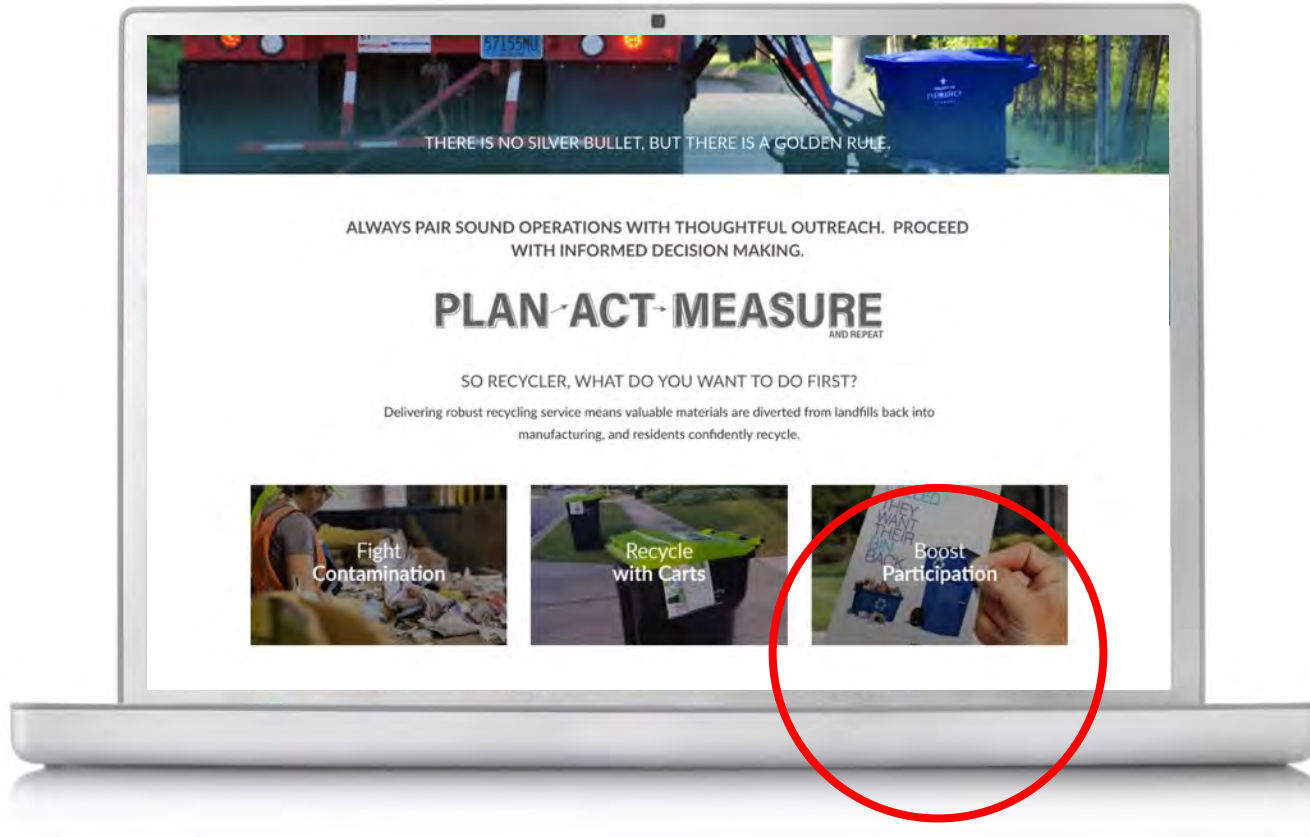 57155MU
THERE IS NO SILVER BULLET, BUT THERE IS A GOLDEN RULE.
ALWAYS PAIR SOUND OPERATIONS WITH THOUGHTFUL OUTREACH. PROCEED
WITH INFORMED DECISION MAKING.
PLAN→ACT→MEASURE
AND REPEAT
SO RECYCLER, WHAT DO YOU WANT TO DO FIRST?
Delivering robust recycling service means valuable materials are diverted from landfills back into
manufacturing, and residents confidently recycle.
Fight
Contamination
Recycle
with Carts
THEY
WANT
THEIR
BIN
BACK
Boost
Participation